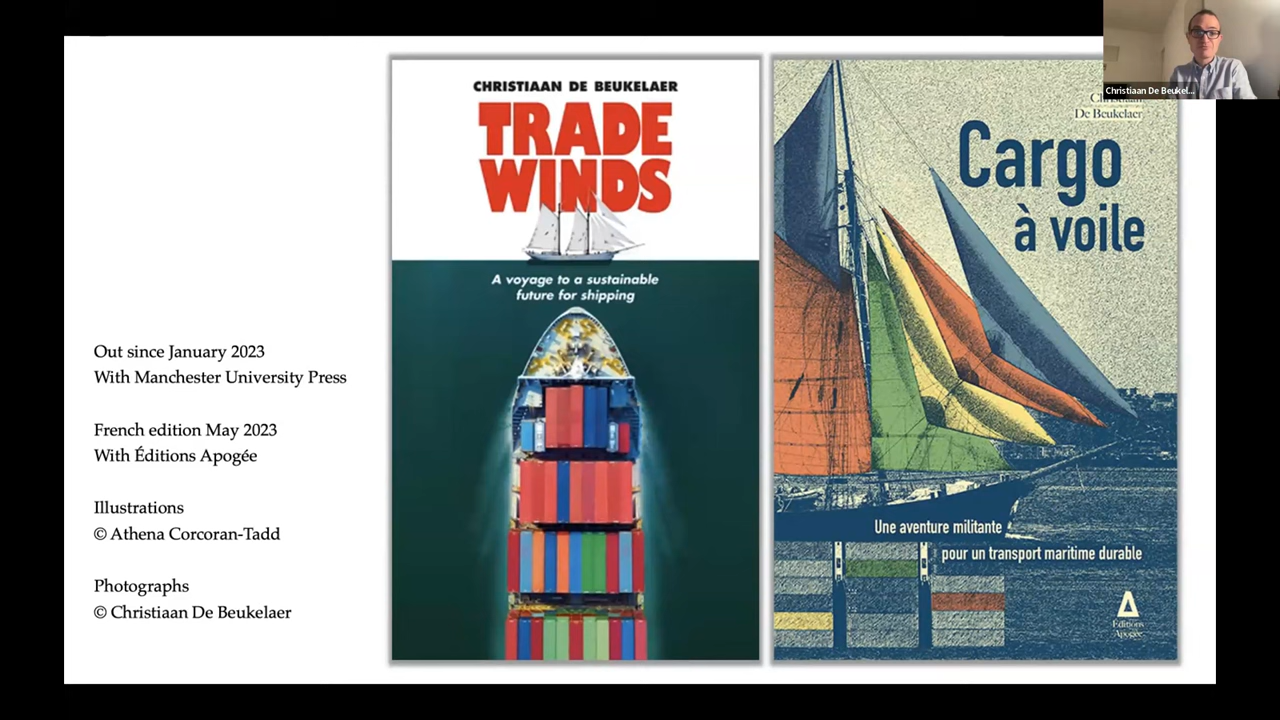 Out since January 2023
With Manchester University Press
French edition May 2023
With Éditions Apogée
Illustrations
© Athena Corcoran-Tadd
Photographs
© Christiaan De Beukelaer
CHRISTIAAN DE BEUKELAER
TRADE
WINDS
A voyage to a sustainable
future for shipping
Christiaan
De Beukelaer
Cargo
à voile
Une aventure militante
pour un transport maritime durable
Éditions
Apogée
Christiaan De Beukel...